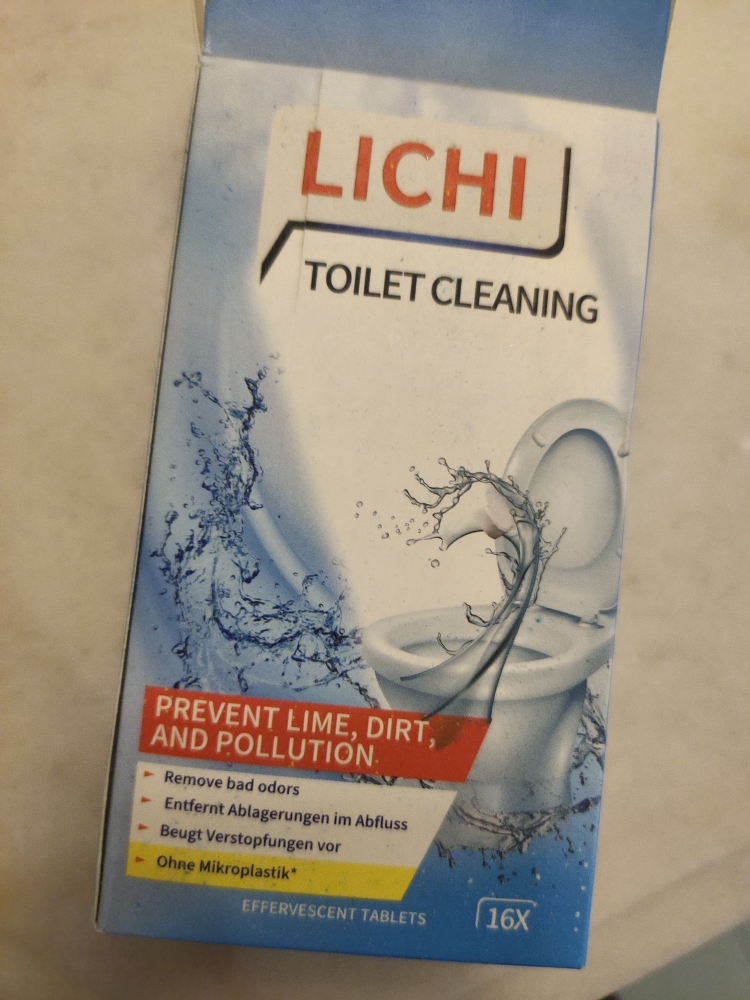 LICHI
TOILET CLEANING
PREVENT LIME, DIRT,
AND POLLUTION
Remove bad odors
Entfernt Ablagerungen im Abfluss
Beugt Verstopfungen vor
Ohne Mikroplastik*
EFFERVESCENT TABLETS
16X